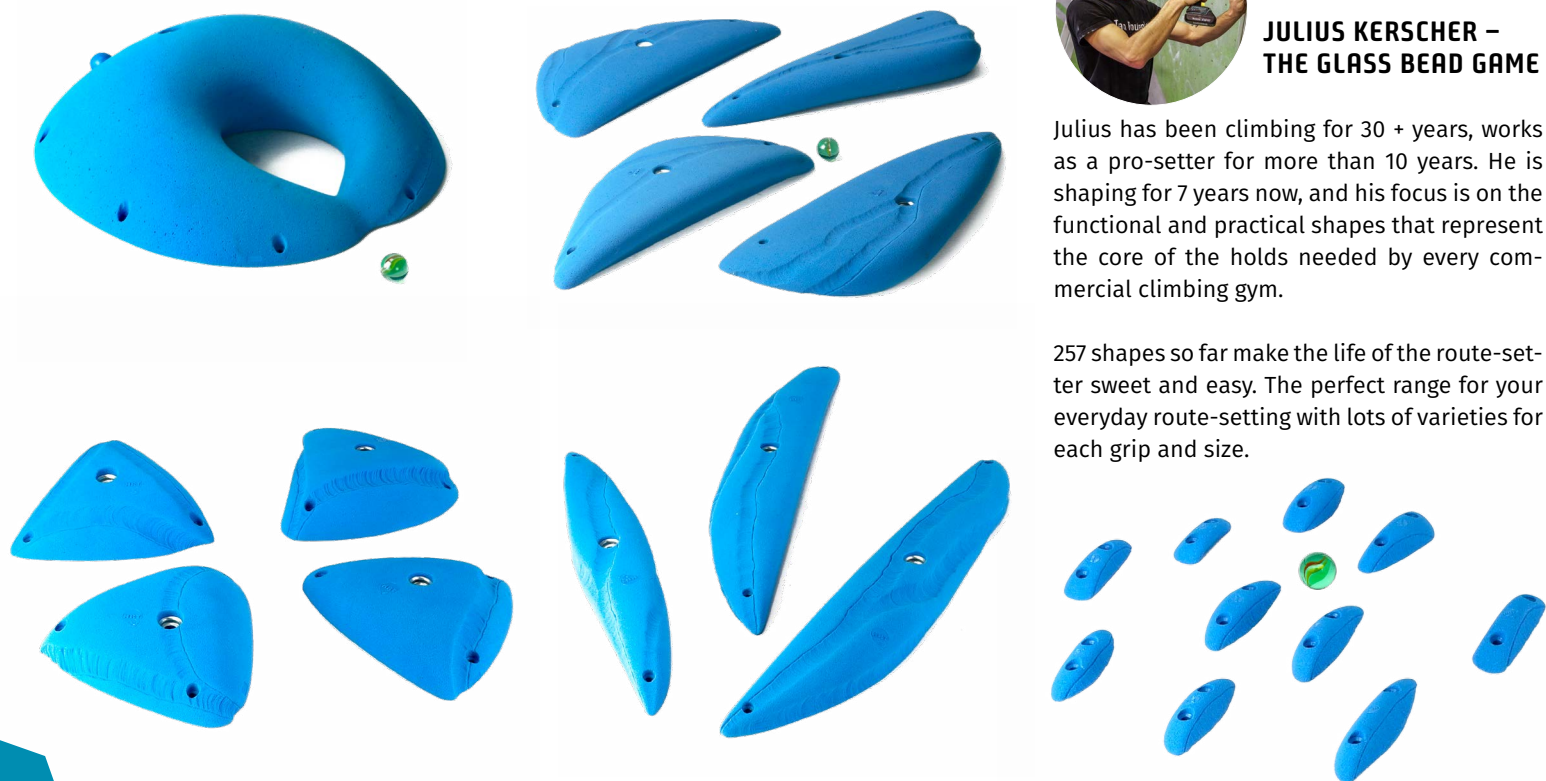 JULIUS KERSCHER –
THE GLASS BEAD GAME
Julius has been climbing for 30 + years, works
as a pro-setter for more than 10 years. He is
shaping for 7 years now, and his focus is on the
functional and practical shapes that represent
the core of the holds needed by every com-
mercial climbing gym.
257 shapes so far make the life of the route-set-
ter sweet and easy. The perfect range for your
everyday route-setting with lots of varieties for
each grip and size.